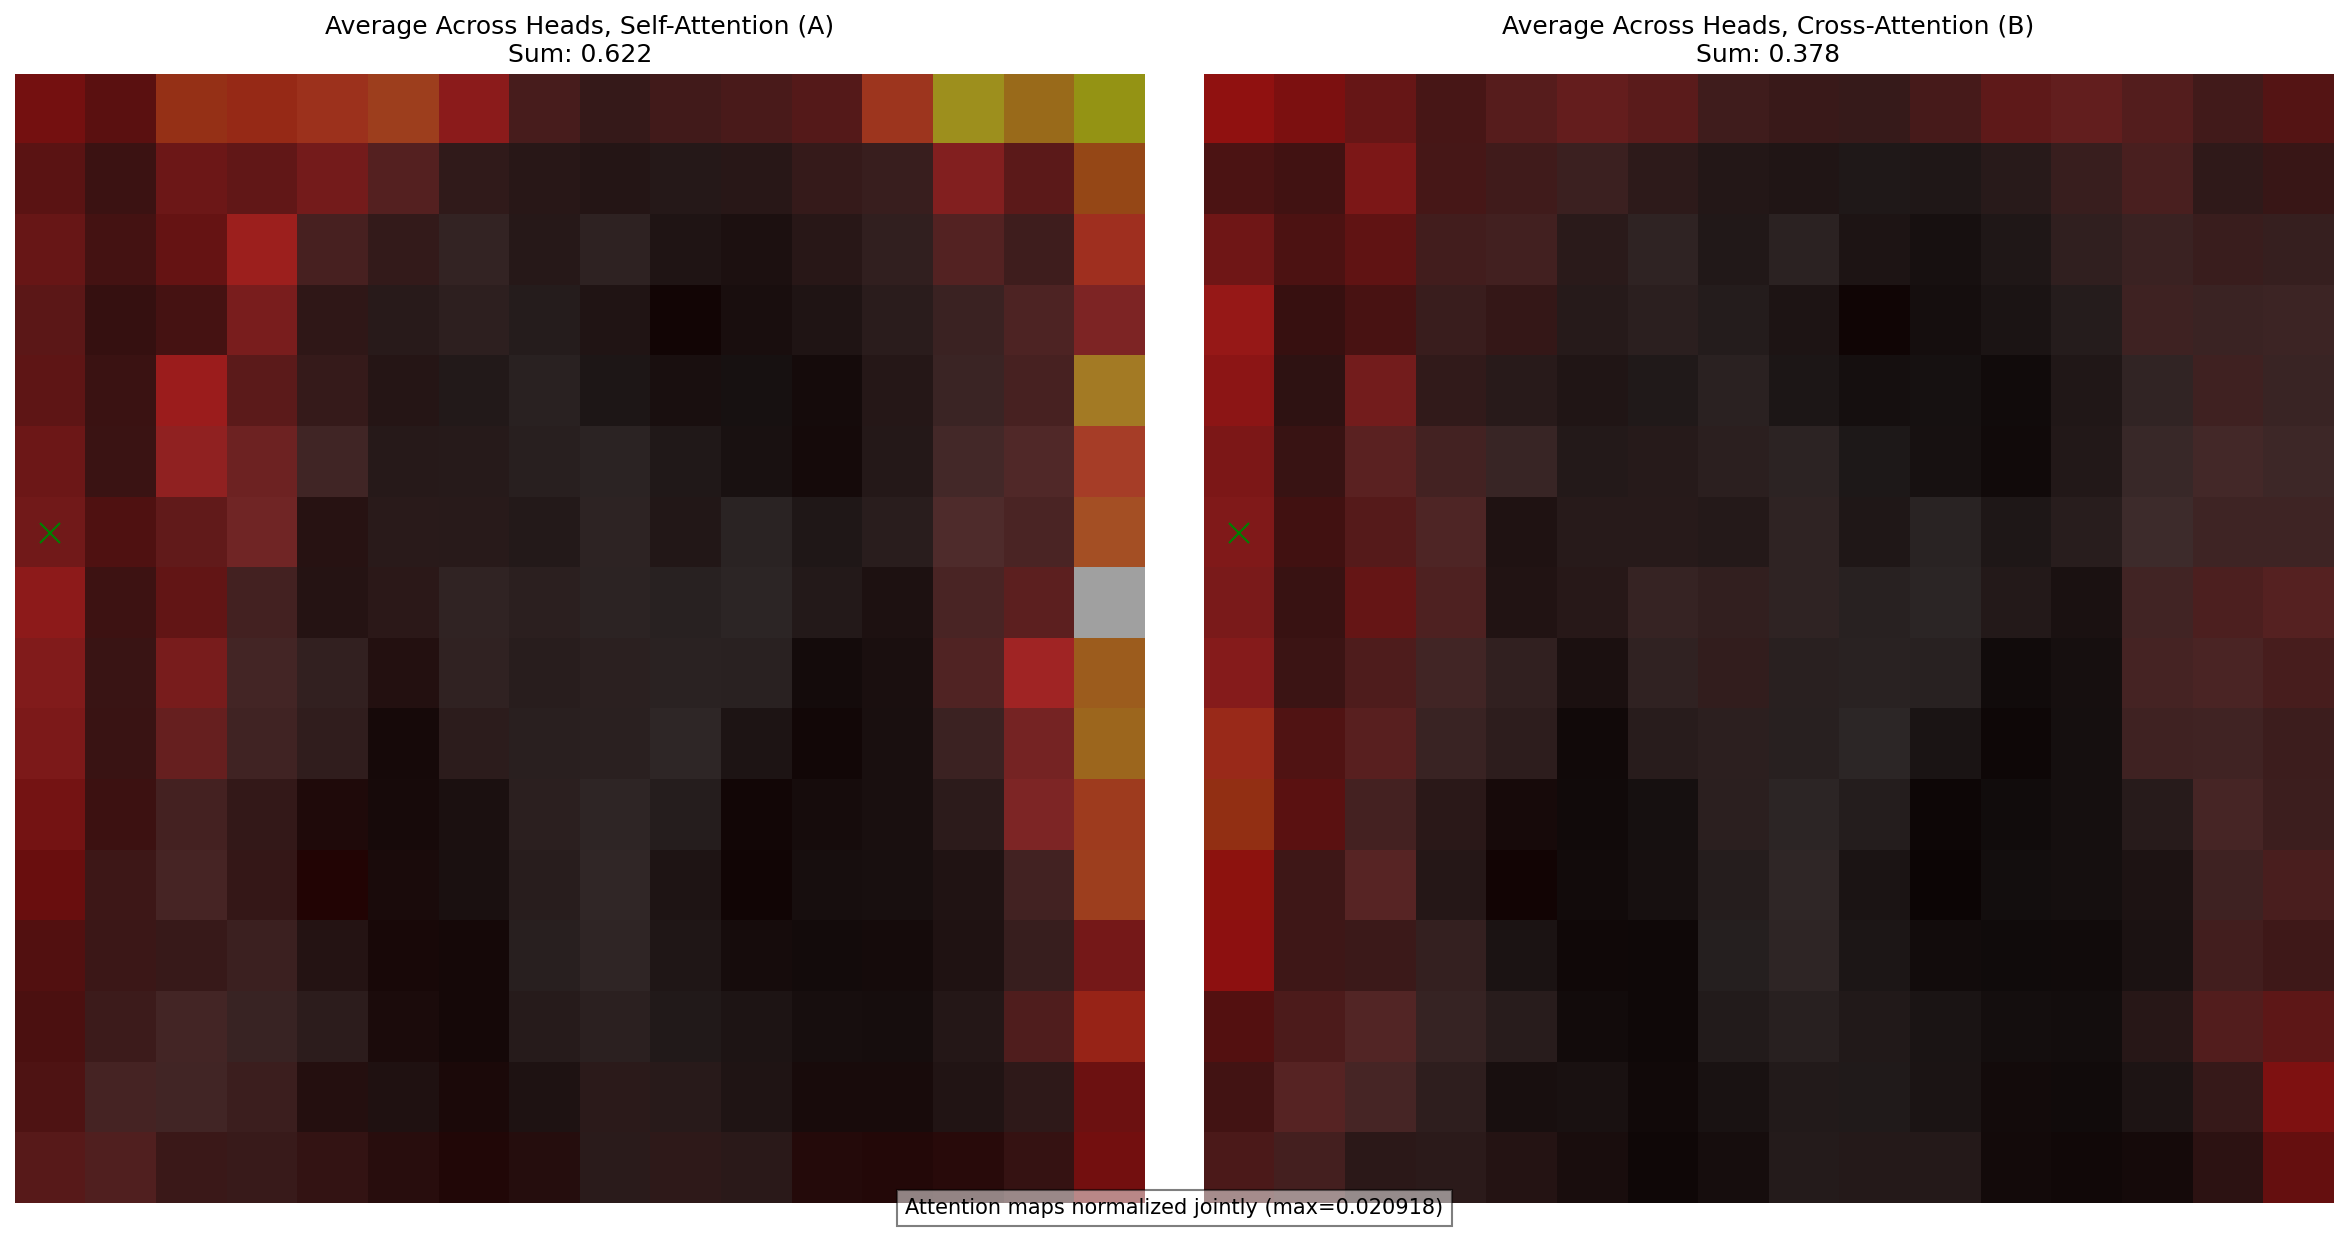 Average Across Heads, Self-Attention (A)
Sum: 0.622
Average Across Heads, Cross-Attention (B)
Sum: 0.378
Attention maps normalized jointly (max=0.020918)